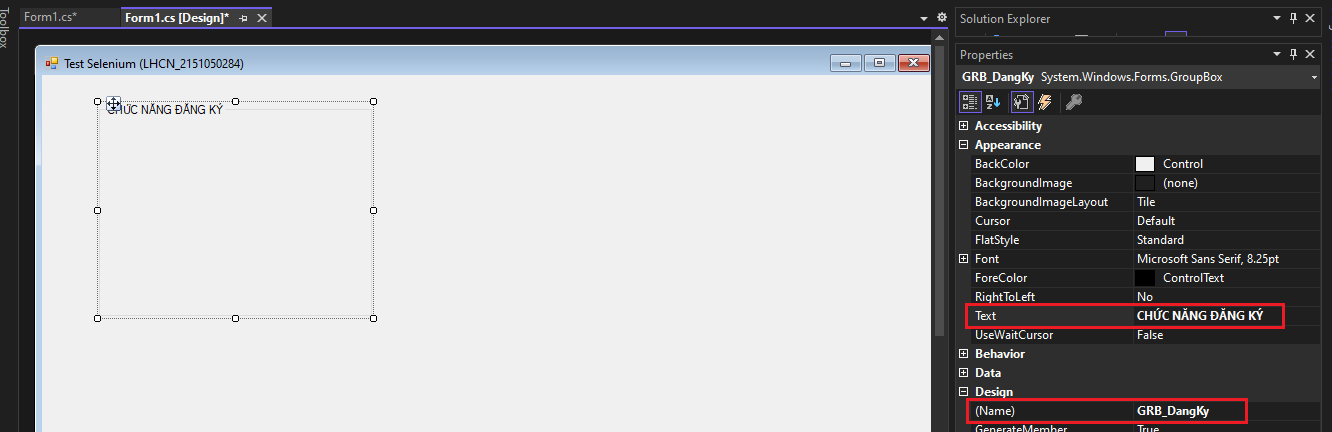 Toolbox
Form1.cs*
Form1.cs [Design]*
Test Selenium (LHCN_2151050284)
CHỨC NĂNG ĐĂNG KÝ
Solution Explorer
Properties
GRB_DangKy System.Windows.Forms.GroupBox
Accessibility
Appearance
BackColor Control
BackgroundImage (none)
BackgroundImageLayout Tile
Cursor Default
FlatStyle Standard
Font Microsoft Sans Serif, 8.25pt
ForeColor ControlText
RightToLeft No
Text CHỨC NĂNG ĐĂNG KÝ
UseWaitCursor False
Behavior
Data
Design
(Name) GRB_DangKy
GenerateMember True